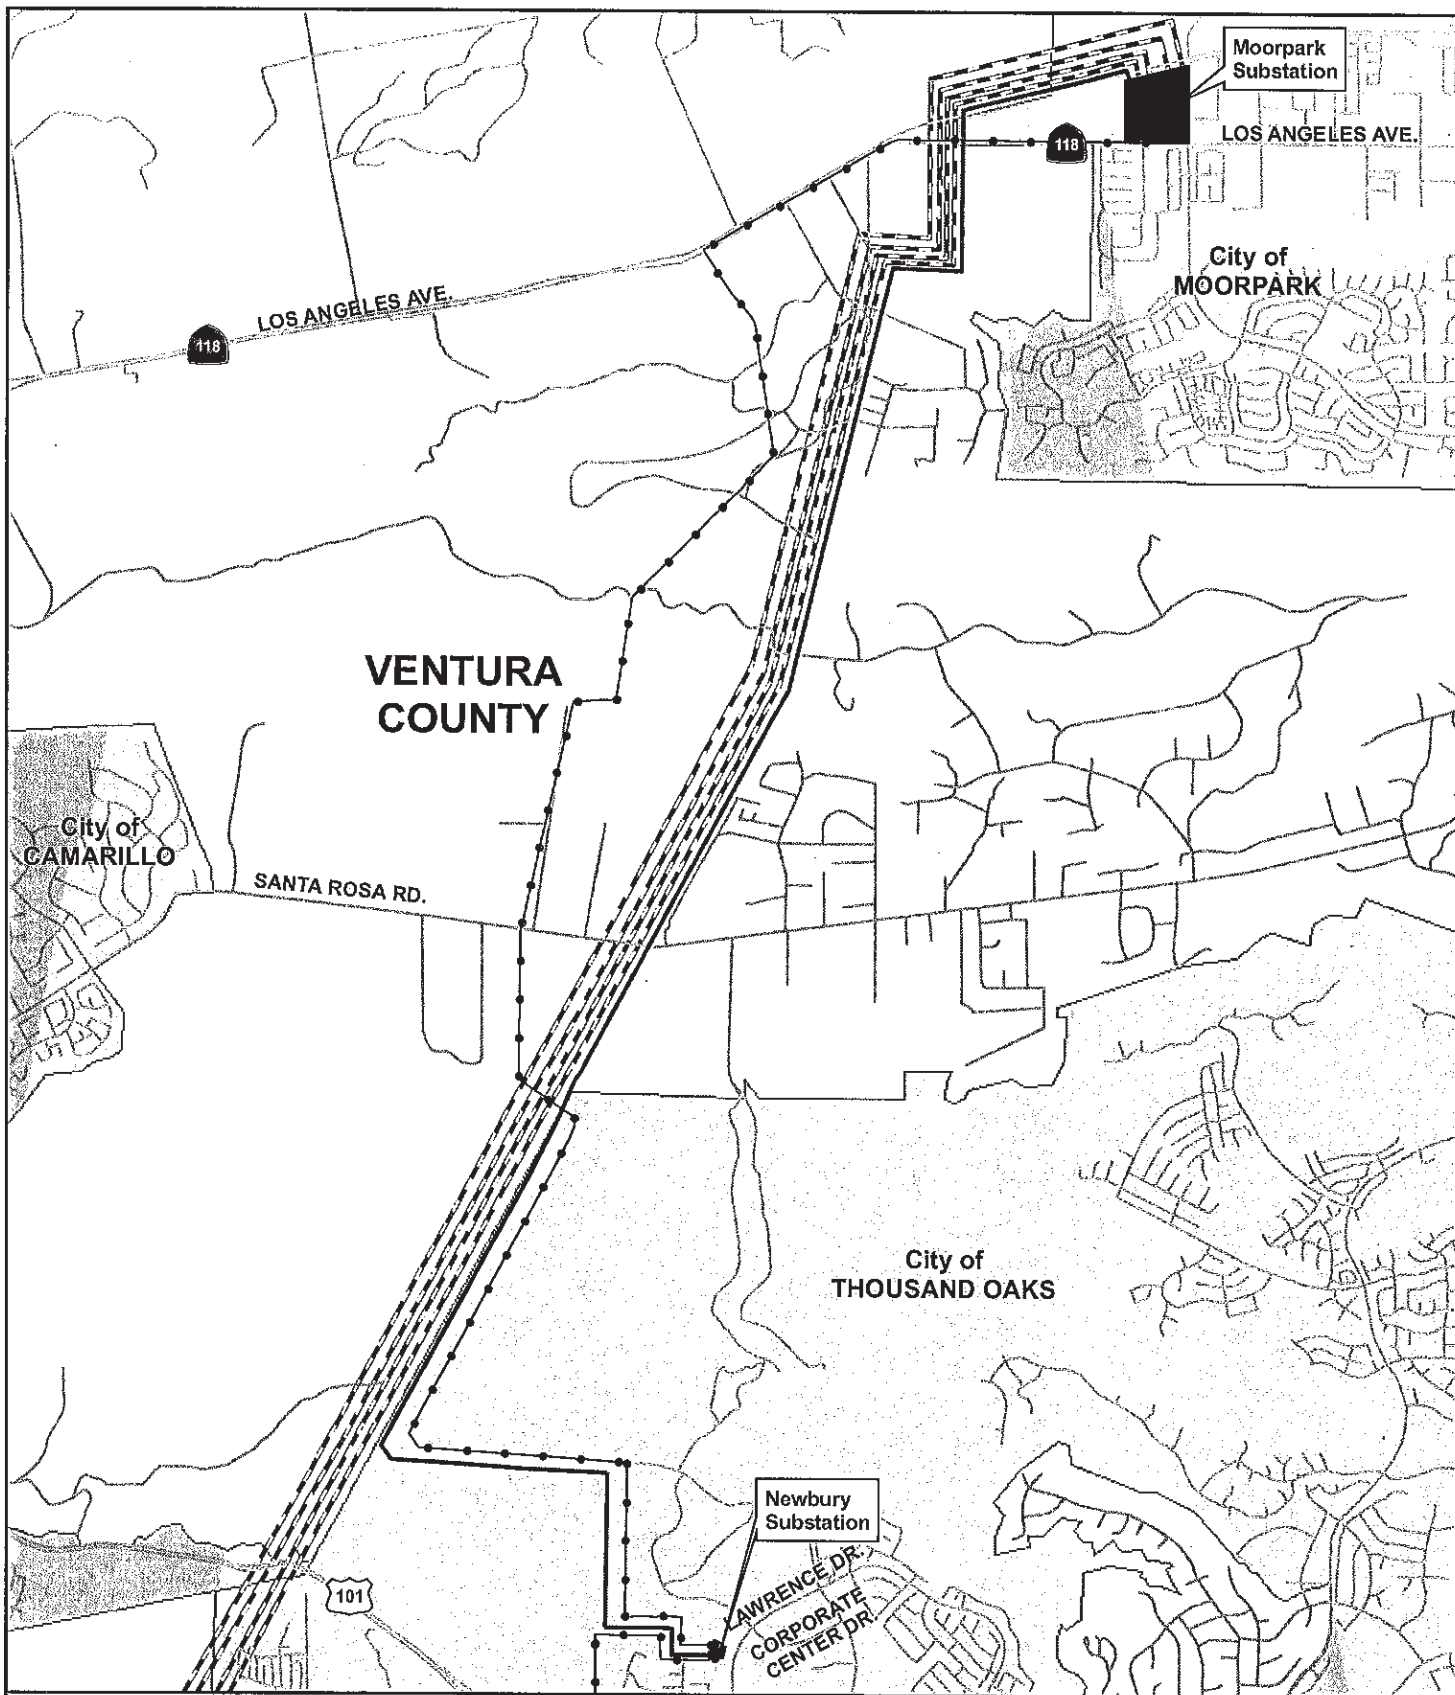 Moorpark
Substation
LOS ANGELES AVE.
118
City of
MOORPARK
LOS ANGELES AVE.
118
VENTURA
COUNTY
City of
CAMARILLO
SANTA ROSA RD.
City of
THOUSAND OAKS
Newbury
Substation
LAWRENCE DR.
CORPORATE
CENTER DR.
101